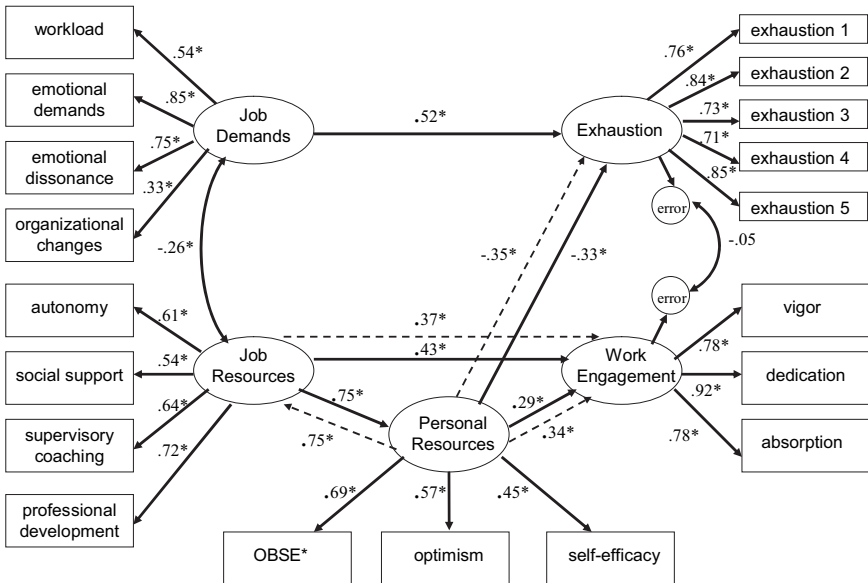 workload
emotional
demands
emotional
dissonance
organizational
changes
autonomy
social support
supervisory
coaching
professional
development
.54*
.85*
.75*
.33*
Job
Demands
.52*
Exhaustion
.76*
.84*
.73*
.71*
.85*
exhaustion 1
exhaustion 2
exhaustion 3
exhaustion 4
exhaustion 5
error
-.05
error
-.26*
-.35*
-.33*
.61*
.54*
.64*
.72*
Job
Resources
.37*
.43*
.75*
.75*
Personal
Resources
.29*
.34*
Work
Engagement
.78*
.92*
.78*
vigor
dedication
absorption
.69*
.57*
.45*
OBSE*
optimism
self-efficacy